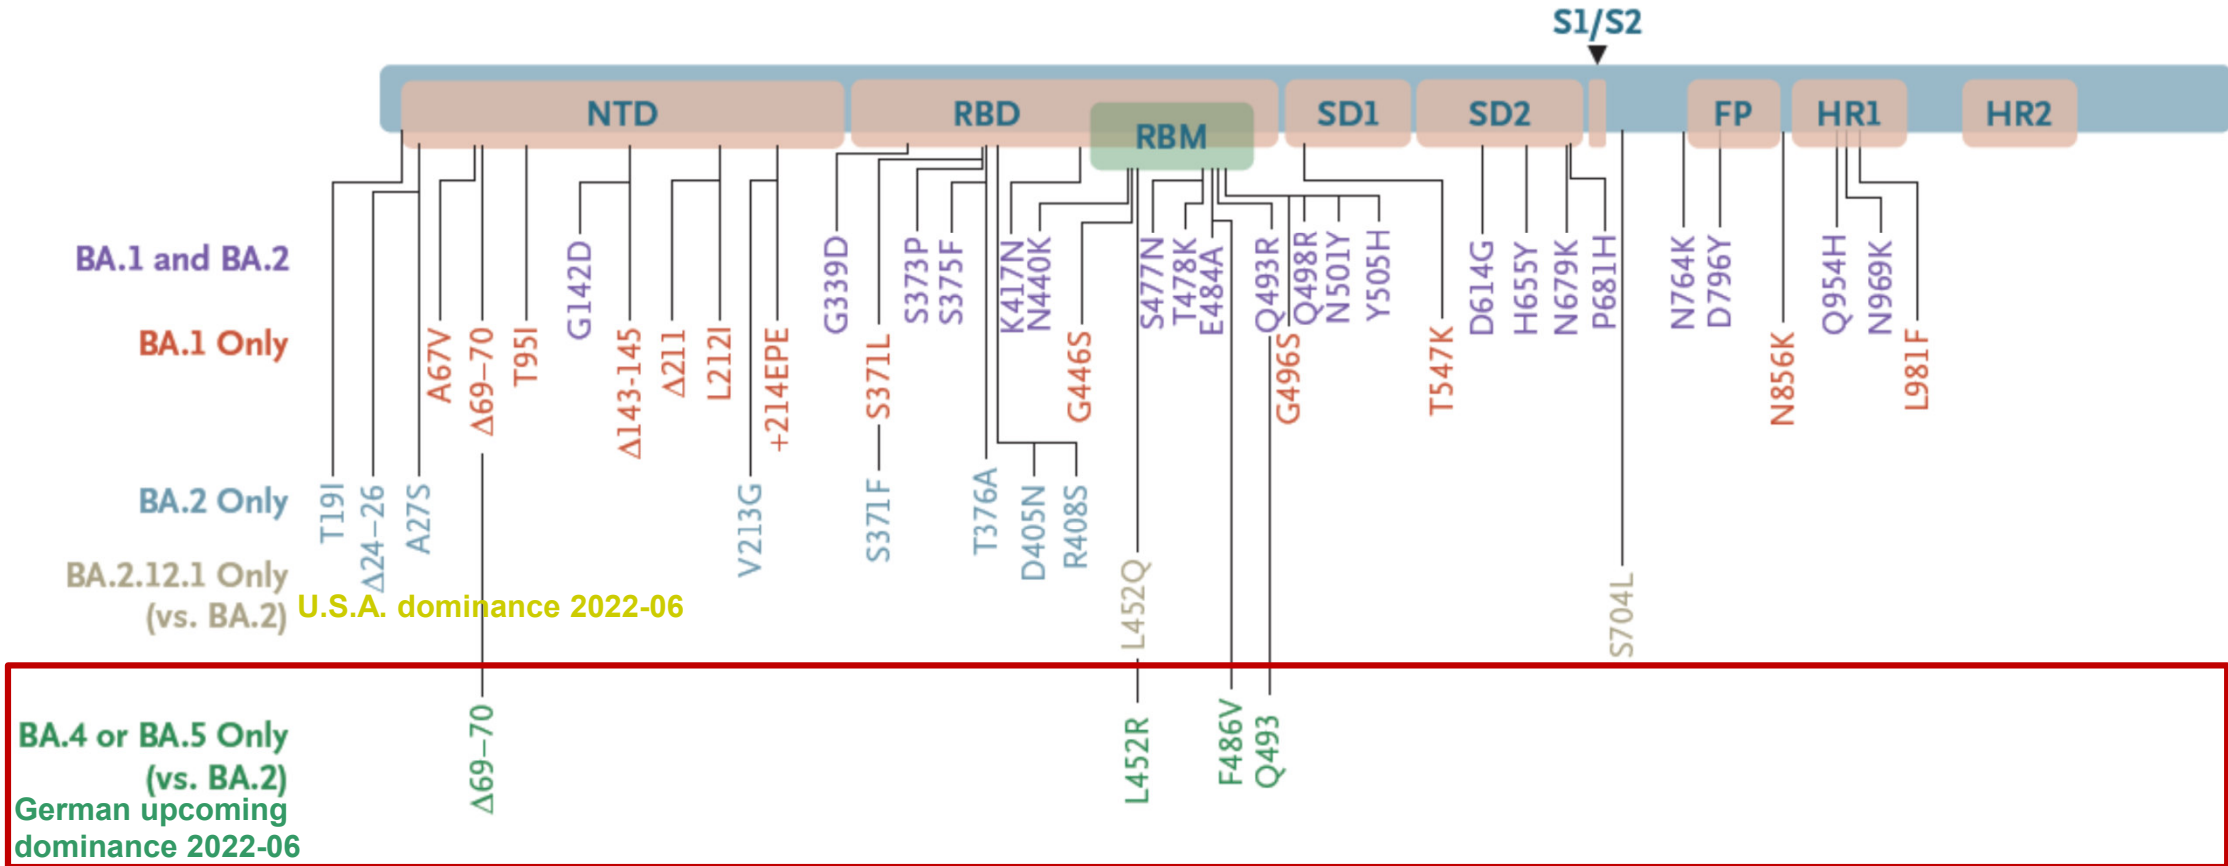 S1/S2
NTD
RBD
RBM
SD1
SD2
FP
HR1
HR2
BA.1 and BA.2
G142D
G339D
S373P
S375F
K417N
N440K
S477N
T478K
E484A
Q493R
Q498R
N501Y
Y505H
D614G
H655Y
N679K
P681H
N764K
D796Y
Q954H
N969K
BA.1 Only
A67V
Δ69–70
T95I
Δ143-145
Δ211
L212I
+214EPE
S371L
G446S
G496S
T547K
N856K
L981F
BA.2 Only
T19I
Δ24–26
A27S
V213G
S371F
T376A
D405N
R408S
BA.2.12.1 Only
(vs. BA.2)
U.S.A. dominance 2022-06
L452Q
S704L
BA.4 or BA.5 Only
(vs. BA.2)
Δ69–70
L452R
F486V
Q493
German upcoming
dominance 2022-06